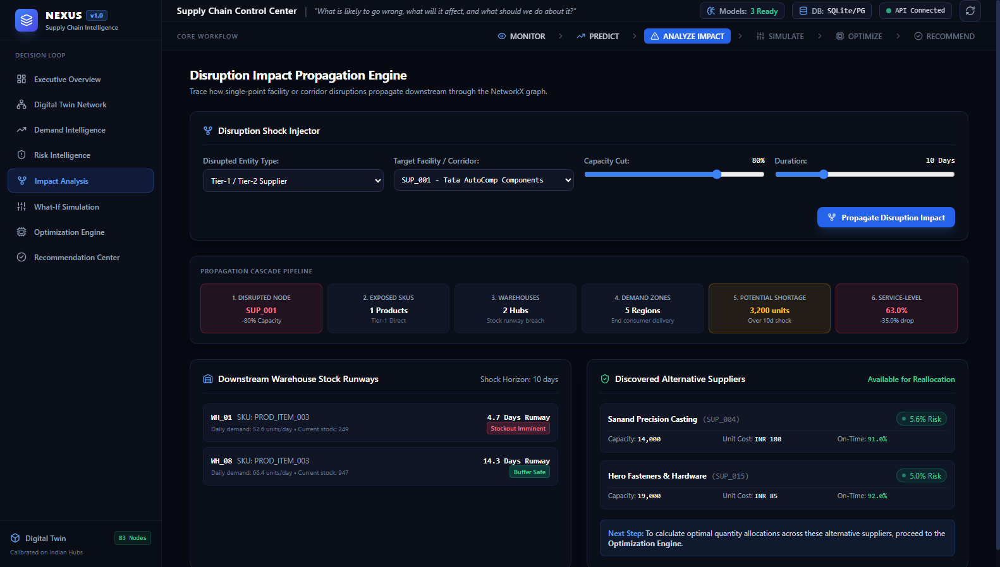 NEXUS v1.0
Supply Chain Intelligence
DECISION LOOP
Executive Overview
Digital Twin Network
Demand Intelligence
Risk Intelligence
Impact Analysis
What-If Simulation
Optimization Engine
Recommendation Center
Digital Twin 83 Nodes
Calibrated on Indian Hubs
Supply Chain Control Center "What is likely to go wrong, what will it affect, and what should we do about it?" Models: 3 Ready DB: SQLite/PG API Connected
CORE WORKFLOW MONITOR PREDICT ANALYZE IMPACT SIMULATE OPTIMIZE RECOMMEND
Disruption Impact Propagation Engine
Trace how single-point facility or corridor disruptions propagate downstream through the NetworkX graph.
Disruption Shock Injector
Disrupted Entity Type: Target Facility / Corridor: Capacity Cut: 80% Duration: 10 Days
Tier-1 / Tier-2 Supplier SUP_001 - Tata AutoComp Components
Propagate Disruption Impact
PROPAGATION CASCADE PIPELINE
1. DISRUPTED NODE
SUP_001
-80% Capacity
2. EXPOSED SKUS
1 Products
Tier-1 Direct
3. WAREHOUSES
2 Hubs
Stock runway breach
4. DEMAND ZONES
5 Regions
End consumer delivery
5. POTENTIAL SHORTAGE
3,200 units
Over 10d shock
6. SERVICE-LEVEL
63.0%
-35.0% drop
Downstream Warehouse Stock Runways Shock Horizon: 10 days
WH_01 SKU: PROD_ITEM_003 4.7 Days Runway
Daily demand: 52.6 units/day • Current stock: 249 Stockout Imminent
WH_08 SKU: PROD_ITEM_003 14.3 Days Runway
Daily demand: 66.4 units/day • Current stock: 947 Buffer Safe
Discovered Alternative Suppliers Available for Reallocation
Sanand Precision Casting (SUP_004) 5.6% Risk
Capacity: 14,000 Unit Cost: INR 180 On-Time: 91.0%
Hero Fasteners & Hardware (SUP_015) 5.0% Risk
Capacity: 19,000 Unit Cost: INR 85 On-Time: 92.0%
Next Step: To calculate optimal quantity allocations across these alternative suppliers, proceed to the
Optimization Engine.